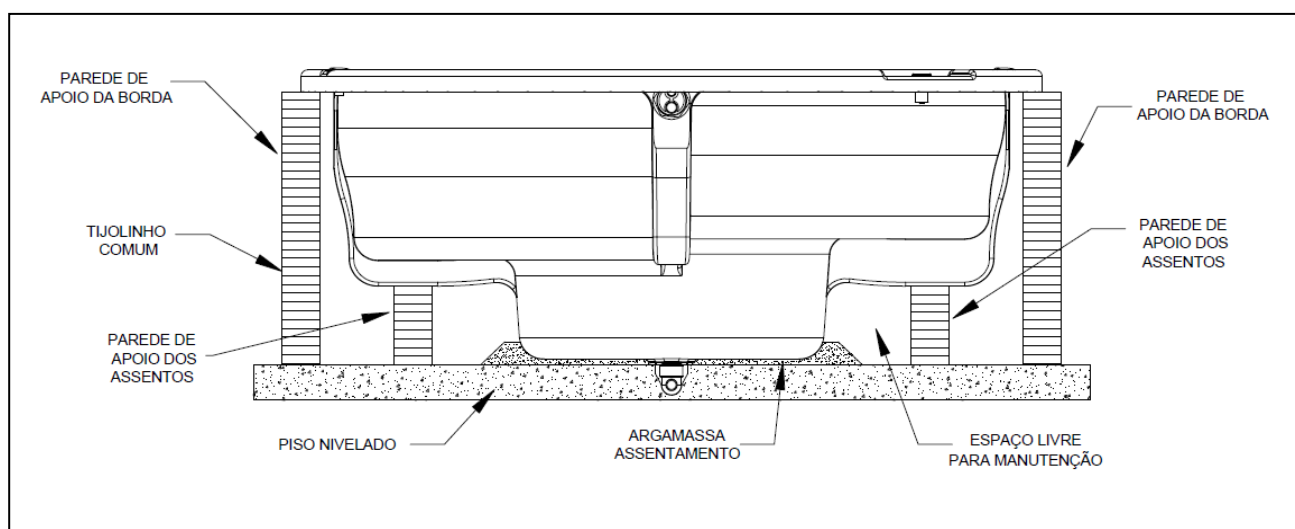 PAREDE DE
APOIO DA BORDA
PAREDE DE
APOIO DA BORDA
TIJOLINHO
COMUM
PAREDE DE
APOIO DOS
ASSENTOS
PAREDE DE
APOIO DOS
ASSENTOS
PISO NIVELADO
ARGAMASSA
ASSENTAMENTO
ESPAÇO LIVRE
PARA MANUTENÇÃO